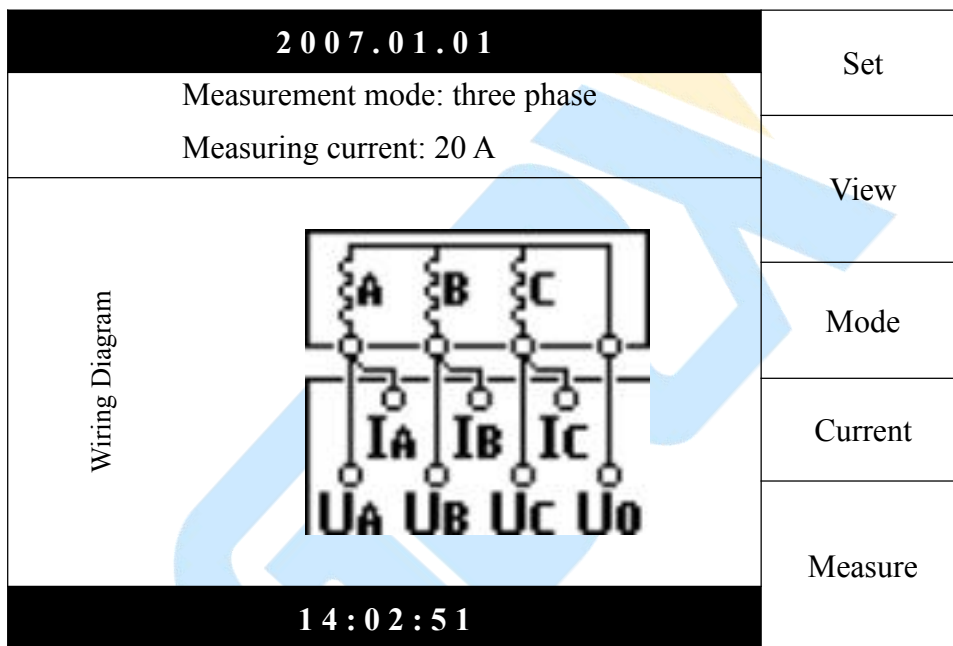 2007.01.01
Measurement mode: three phase
Measuring current: 20 A
Wiring Diagram
A B C
IA IB IC
UA UB UC U0
14:02:51
Set
View
Mode
Current
Measure